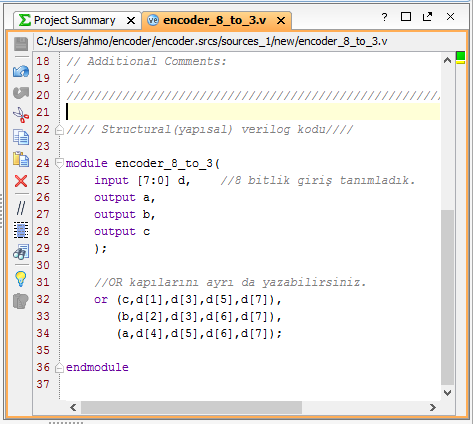 Project Summary encoder_8_to_3.v
C:/Users/ahmo/encoder/encoder.srcs/sources_1/new/encoder_8_to_3.v
18 // Additional Comments:
19 //
20 //////////////////////////////////////////////////////
21
22 //// Structural(yapısal) verilog kodu////
23
24 module encoder_8_to_3(
25 input [7:0] d, //8 bitlik giriş tanımladık.
26 output a,
27 output b,
28 output c
29 );
30
31 //OR kapılarını ayrı da yazabilirsiniz.
32 or (c,d[1],d[3],d[5],d[7]),
33 (b,d[2],d[3],d[6],d[7]),
34 (a,d[4],d[5],d[6],d[7]);
35
36 endmodule
37